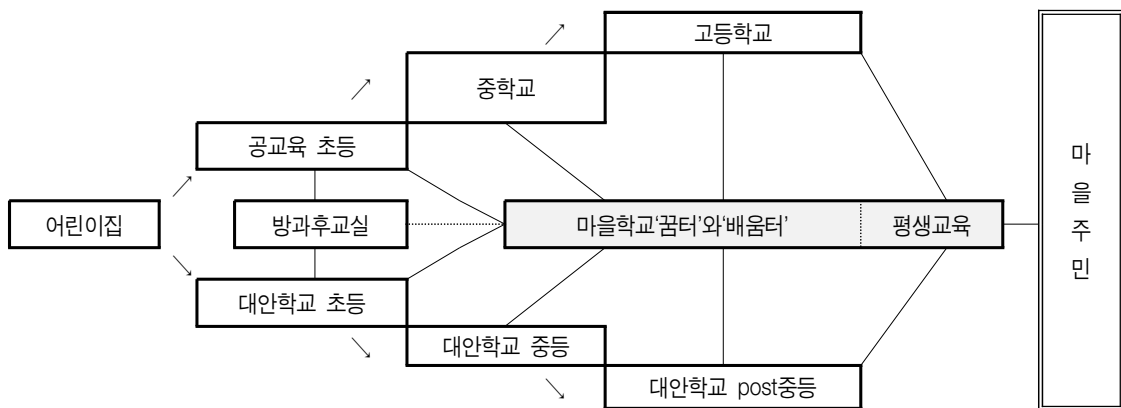 고등학교
중학교
공교육 초등
어린이집
방과후교실
마을학교‘꿈터’와‘배움터’
평생교육
마
을
주
민
대안학교 초등
대안학교 중등
대안학교 post중등